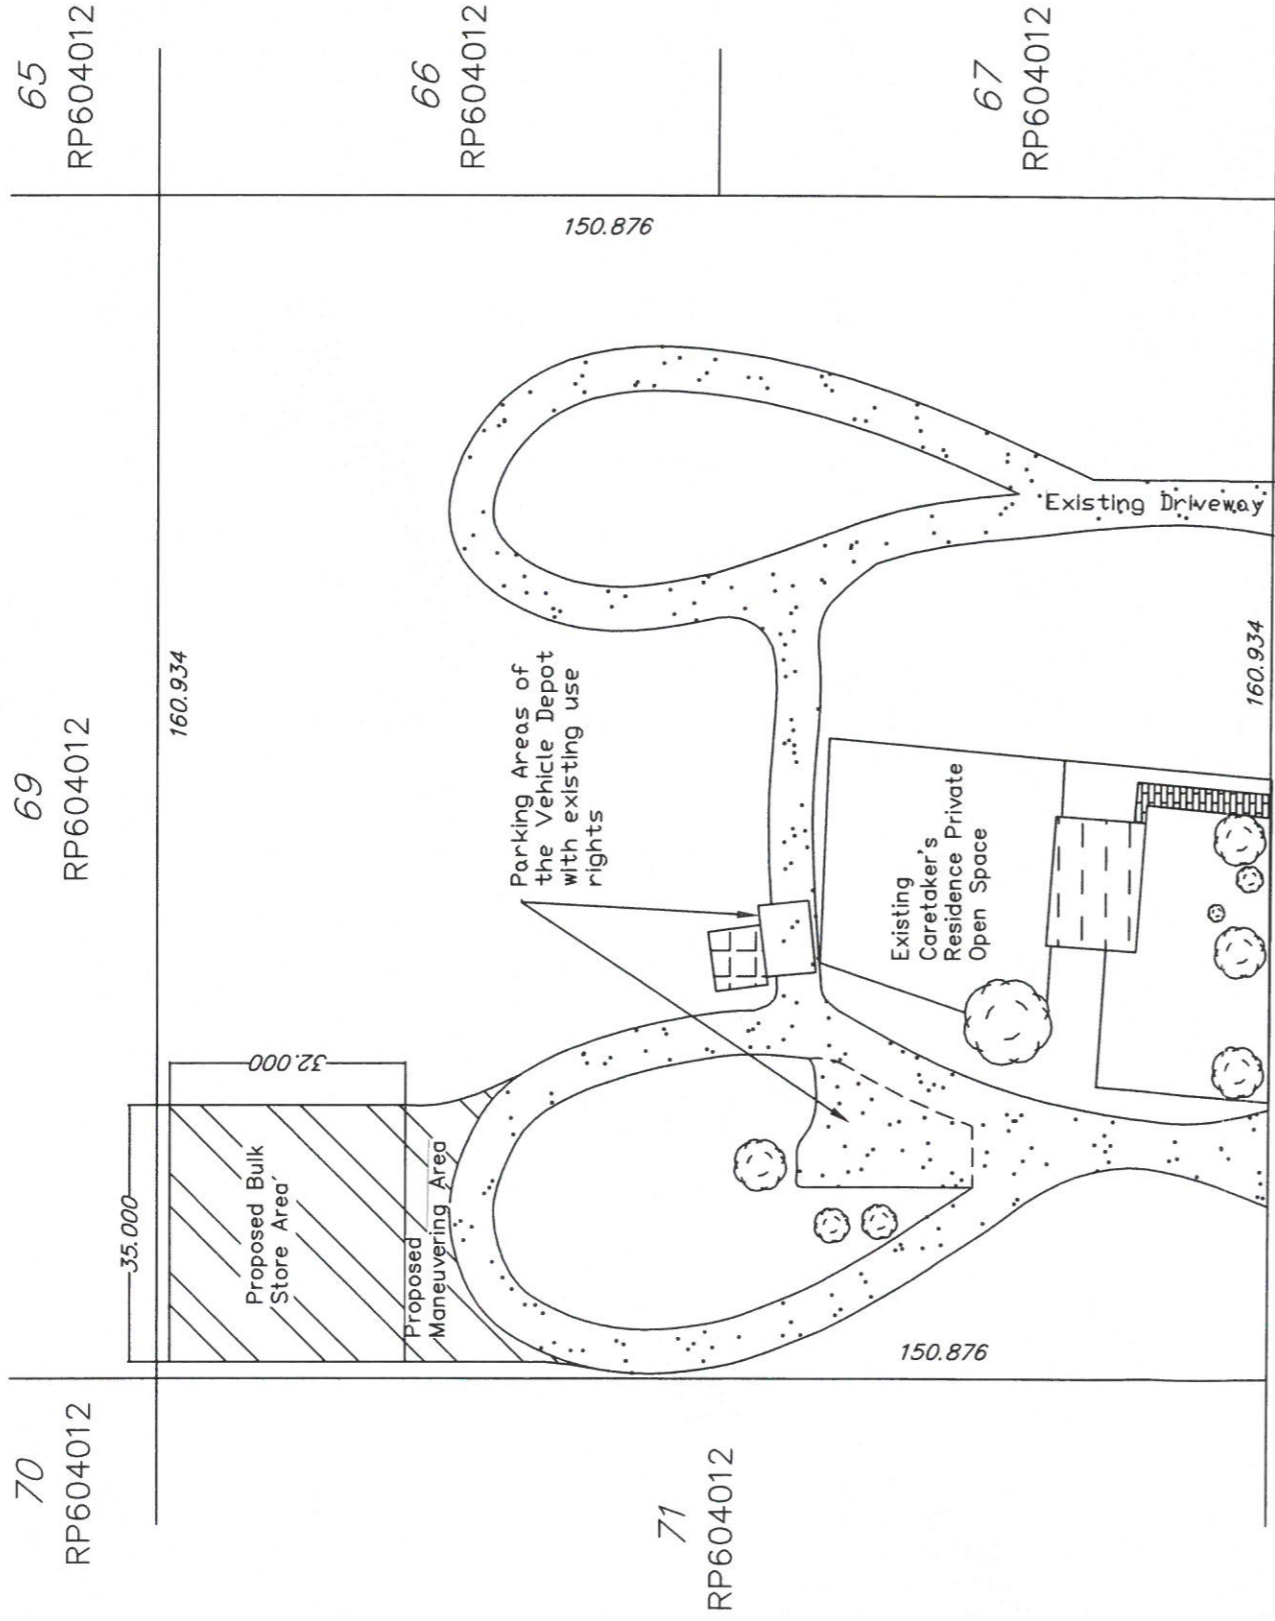 70
RP604012
69
RP604012
65
RP604012
66
RP604012
67
RP604012
71
RP604012
160.934
150.876
150.876
160.934
35.000
32.000
Proposed Bulk
Store Area
Proposed
Maneuvering Area
Parking Areas of
the Vehicle Depot
with existing use
rights
Existing
Caretaker's
Residence Private
Open Space
Existing Driveway